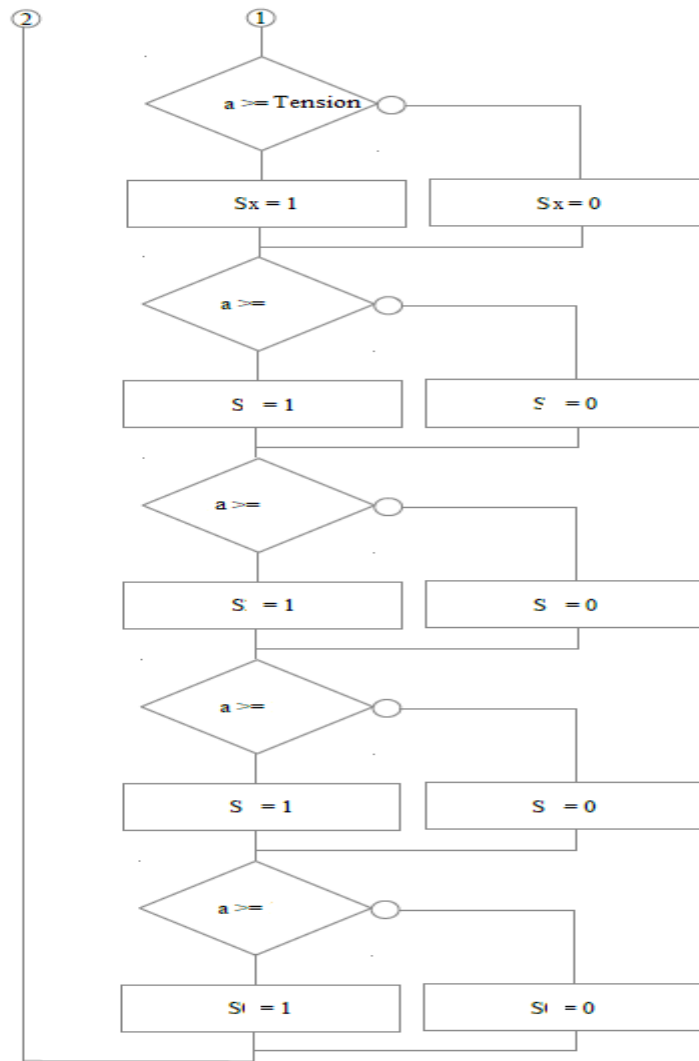 2 1
a >= Tension
Sx = 1 Sx = 0
a >=
S = 1 S = 0
a >=
S = 1 S = 0
a >=
S = 1 S = 0
a >=
S = 1 S = 0